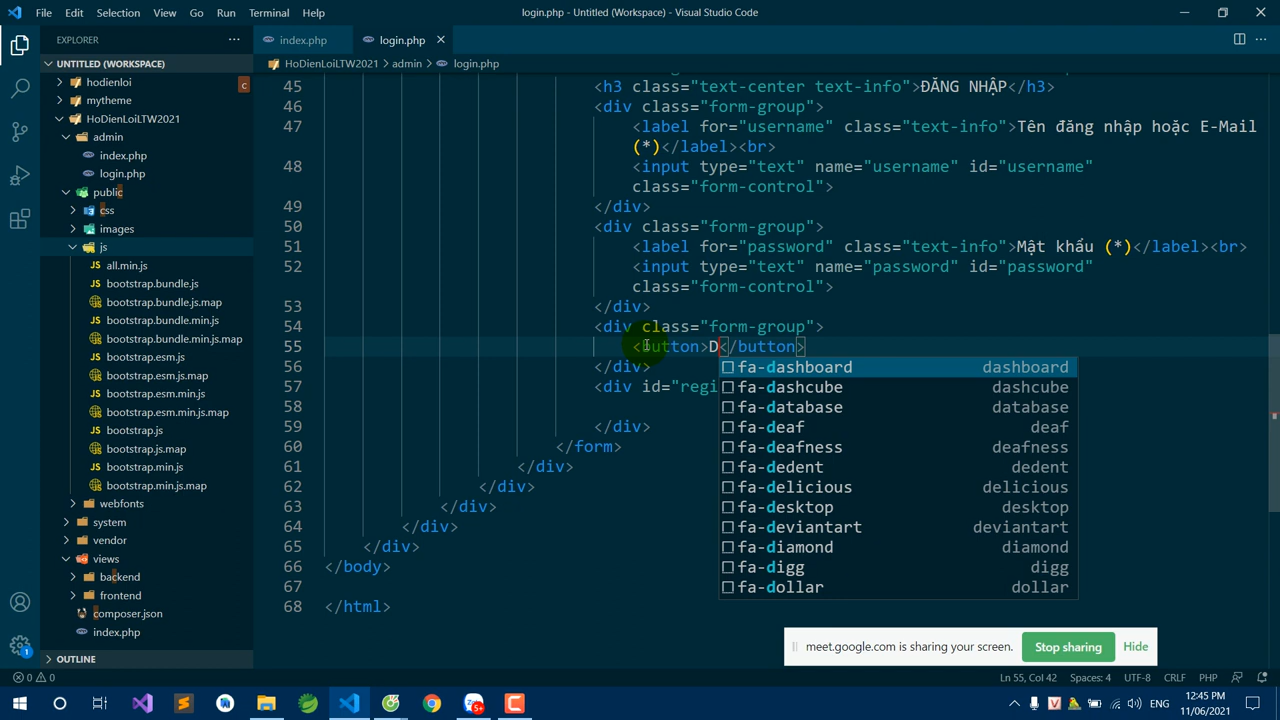 File Edit Selection View Go Run Terminal Help
login.php - Untitled (Workspace) - Visual Studio Code
EXPLORER
UNTITLED (WORKSPACE)
hodienloi
c
mytheme
HoDienLoiLTW2021
admin
index.php
login.php
public
css
images
js
all.min.js
bootstrap.bundle.js
bootstrap.bundle.js.map
bootstrap.bundle.min.js
bootstrap.bundle.min.js.map
bootstrap.esm.js
bootstrap.esm.js.map
bootstrap.esm.min.js
bootstrap.esm.min.js.map
bootstrap.js
bootstrap.js.map
bootstrap.min.js
bootstrap.min.js.map
webfonts
system
vendor
views
backend
frontend
composer.json
index.php
OUTLINE
index.php
login.php
HoDienLoiLTW2021 > admin > login.php
45 <h3 class="text-center text-info">ĐĂNG NHẬP</h3>
46 <div class="form-group">
47 <label for="username" class="text-info">Tên đăng nhập hoặc E-Mail
(*)</label><br>
48 <input type="text" name="username" id="username"
class="form-control">
49 </div>
50 <div class="form-group">
51 <label for="password" class="text-info">Mật khẩu (*)</label><br>
52 <input type="text" name="password" id="password"
class="form-control">
53 </div>
54 <div class="form-group">
55 <button>D</button>
56 </div>
57 <div id="regi
58
59 </div>
60 </form>
61 </div>
62 </div>
63 </div>
64 </div>
65 </div>
66 </body>
67
68 </html>
fa-dashboard dashboard
fa-dashcube dashcube
fa-database database
fa-deaf deaf
fa-deafness deafness
fa-dedent dedent
fa-delicious delicious
fa-desktop desktop
fa-deviantart deviantart
fa-diamond diamond
fa-digg digg
fa-dollar dollar
meet.google.com is sharing your screen.
Stop sharing
Hide
0 0
Ln 55, Col 42 Spaces: 4 UTF-8 CRLF PHP
1
5+
12:45 PM
11/06/2021